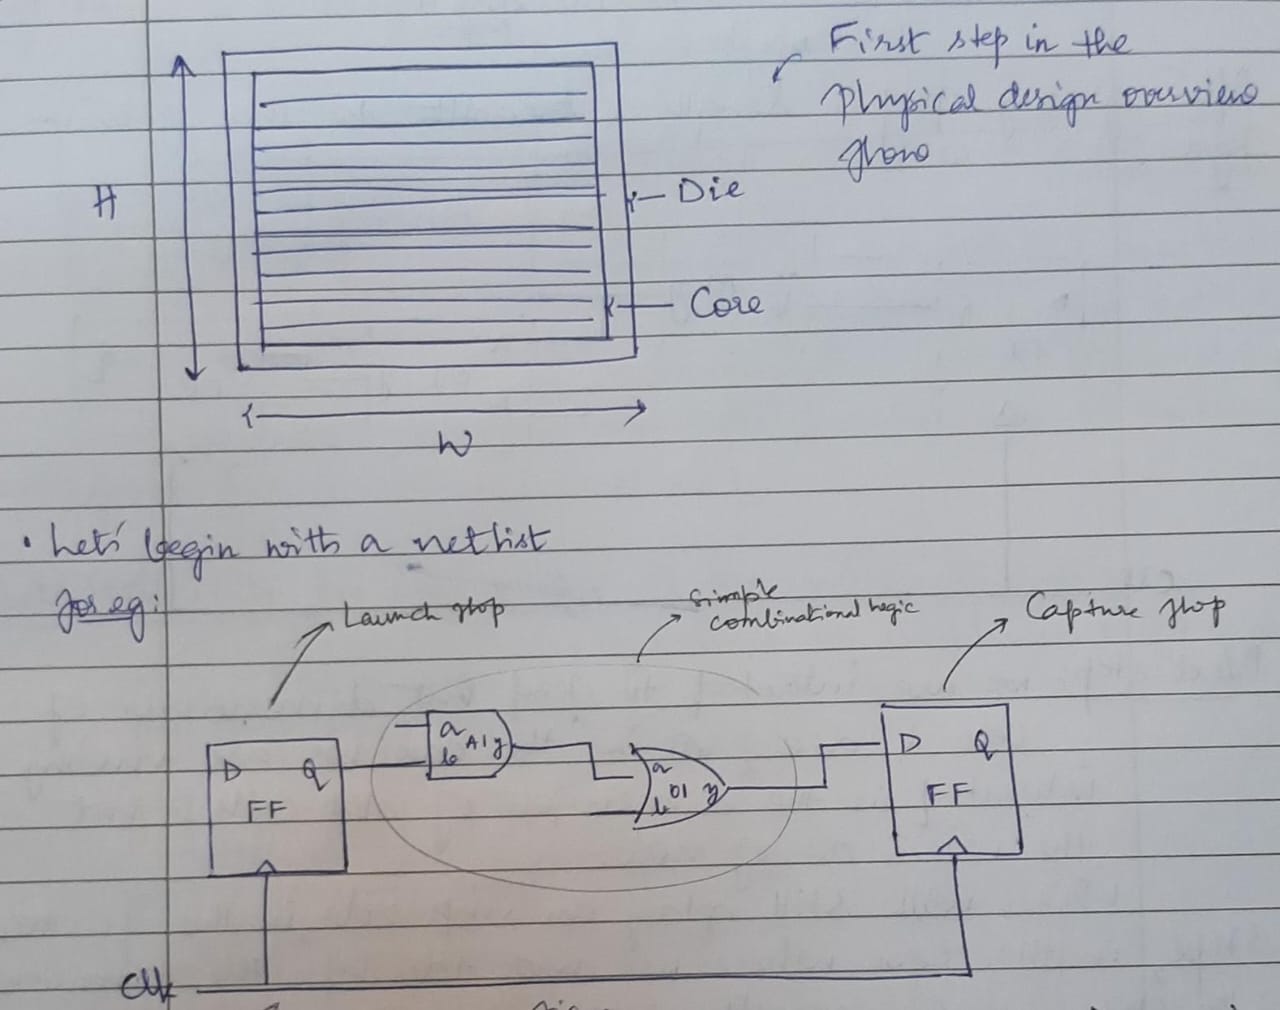 First step in the
physical design overview
flow
H
Die
Core
W
• Let's begin with a netlist
for eg:
Launch flop
Simple
combinational logic
Capture flop
a
b A1 y
D Q
FF
a
b O1 y
D Q
FF
Clk